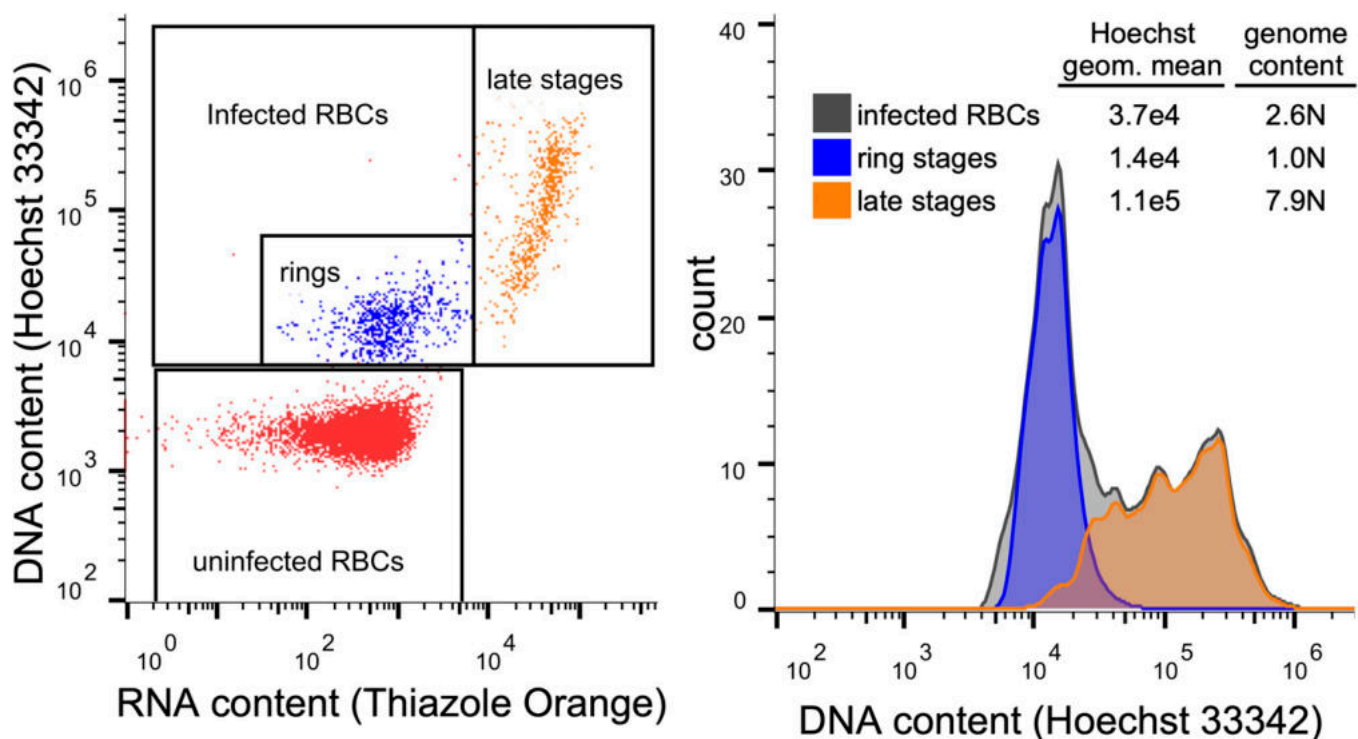 DNA content (Hoechst 33342)
10^6
10^5
10^4
10^3
10^2
Infected RBCs
late stages
rings
uninfected RBCs
10^0
10^2
10^4
RNA content (Thiazole Orange)
count
40
30
20
10
0
Hoechst genome
geom. mean content
infected RBCs 3.7e4 2.6N
ring stages 1.4e4 1.0N
late stages 1.1e5 7.9N
10^2
10^3
10^4
10^5
10^6
DNA content (Hoechst 33342)